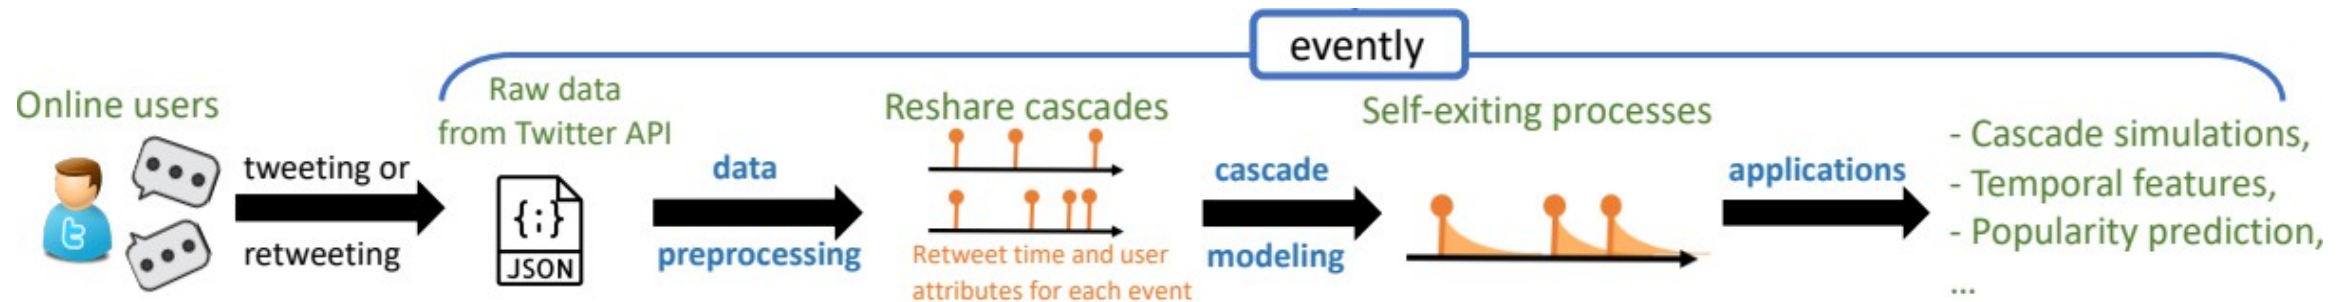 evently
Online users
tweeting or
retweeting
Raw data
from Twitter API
{;}
JSON
data
preprocessing
Reshare cascades
Retweet time and user
attributes for each event
cascade
modeling
Self-exiting processes
applications
- Cascade simulations,
- Temporal features,
- Popularity prediction,
...